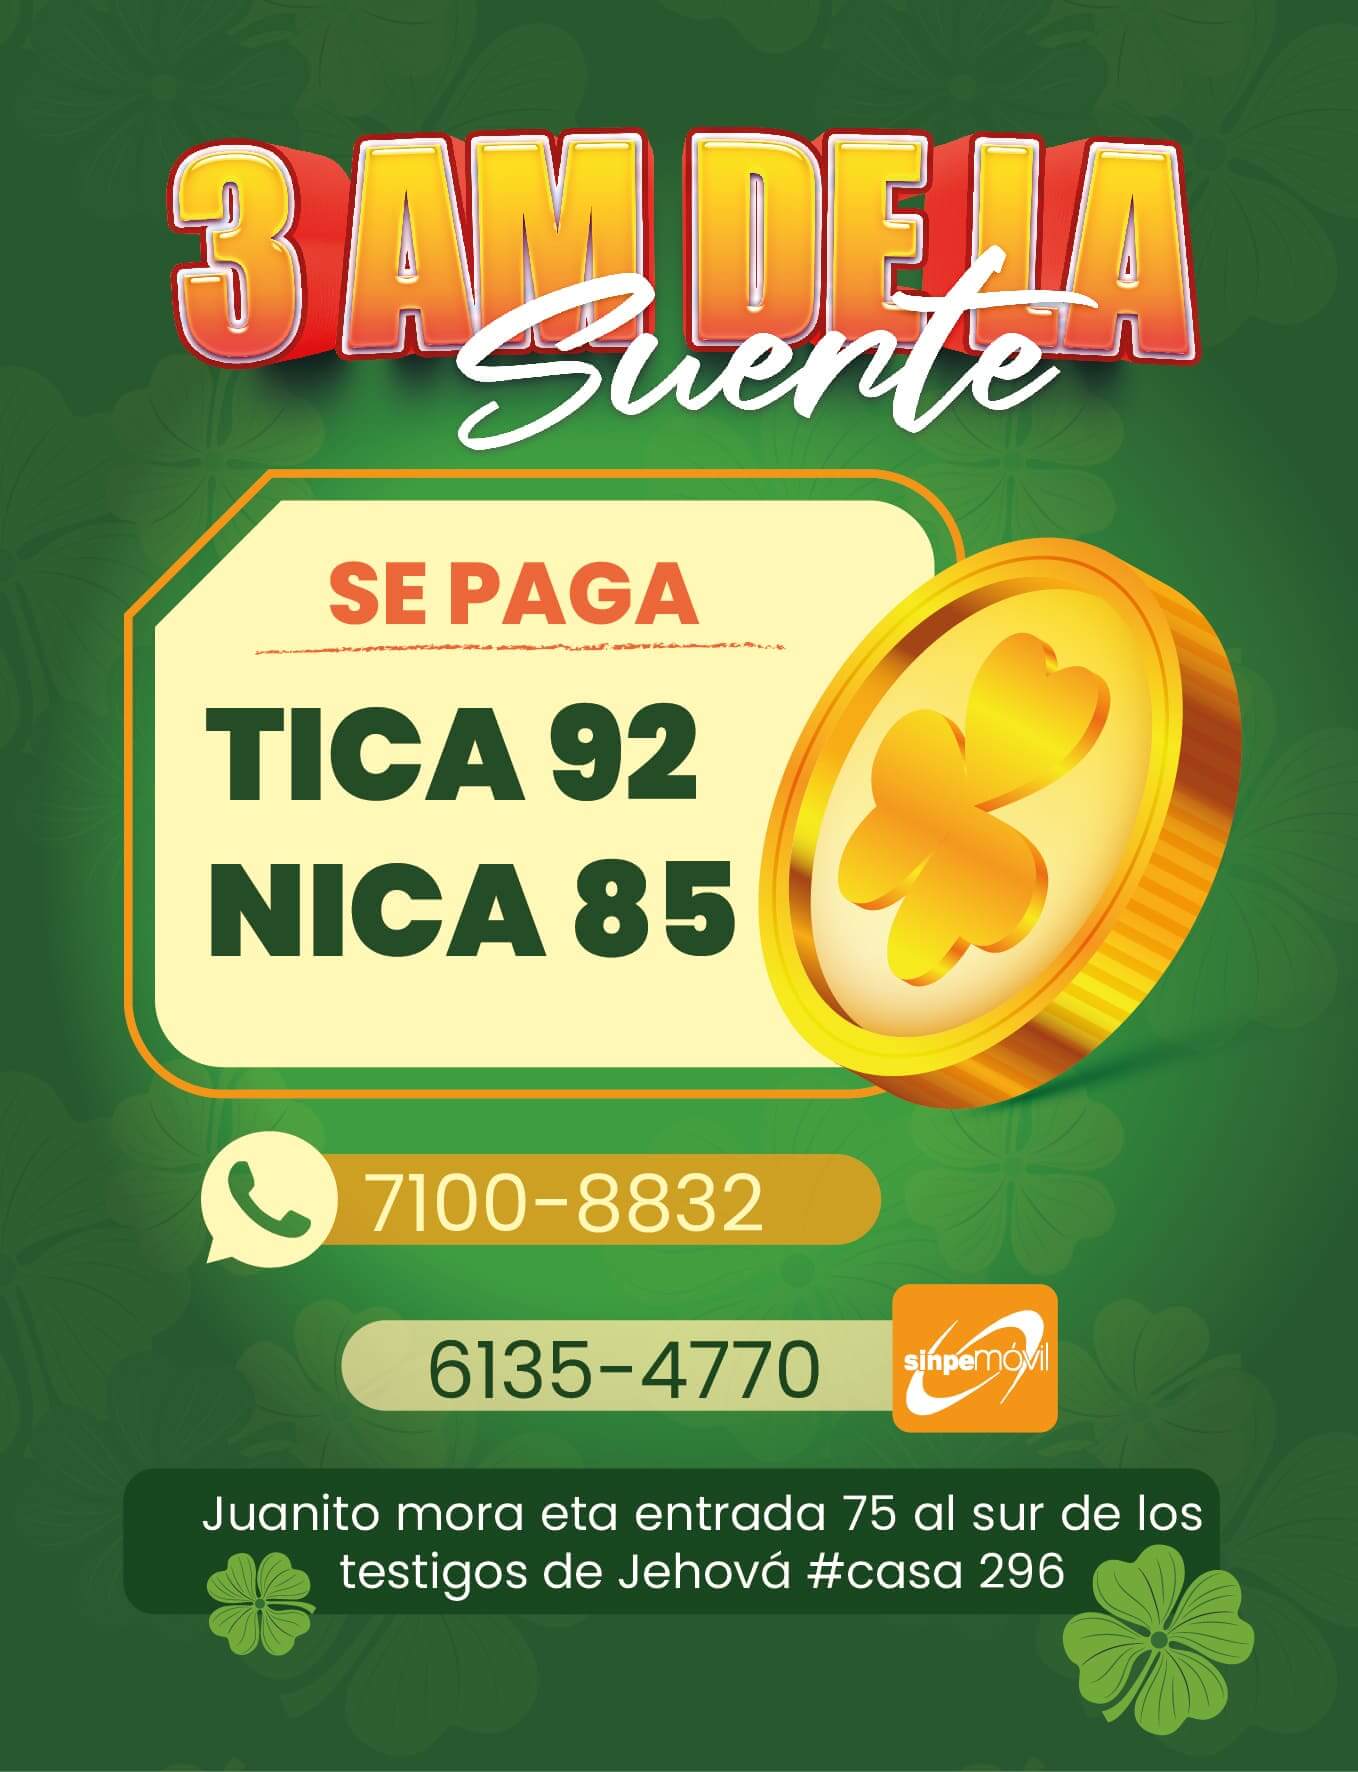 3 AM DE LA
Suerte
SE PAGA
TICA 92
NICA 85
7100-8832
6135-4770
sinpemóvil
Juanito mora eta entrada 75 al sur de los
testigos de Jehová #casa 296